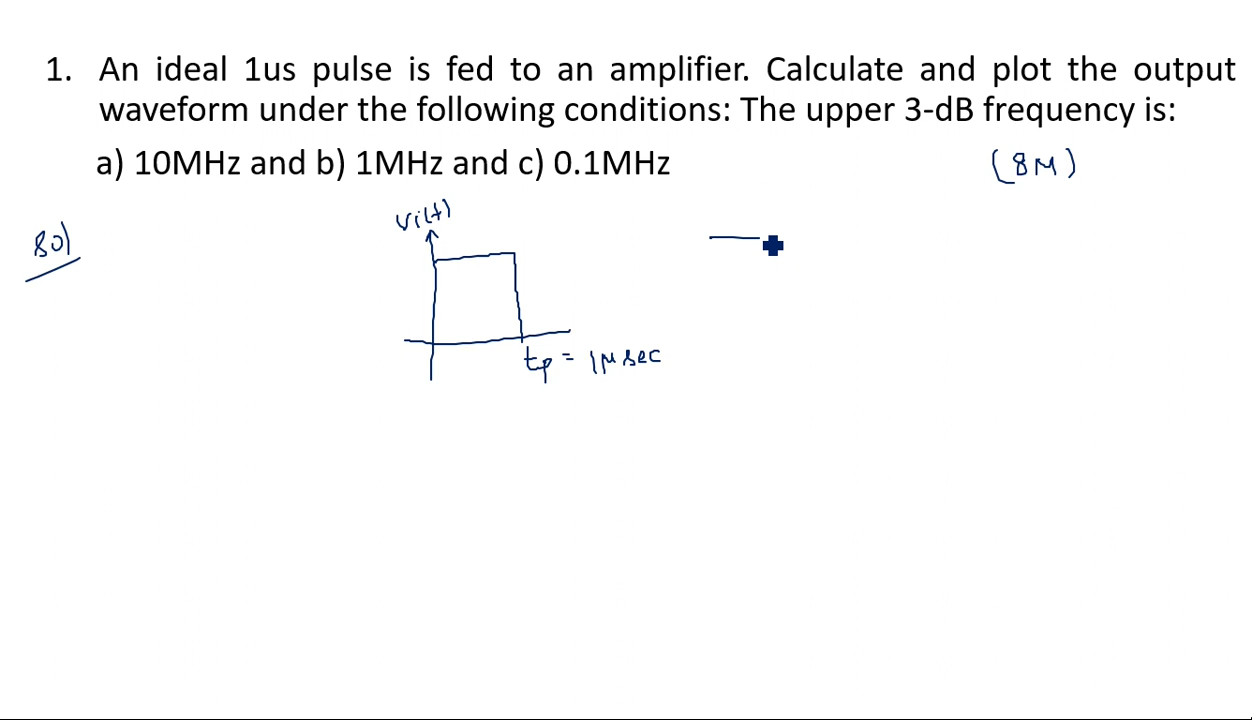 1. An ideal 1us pulse is fed to an amplifier. Calculate and plot the output
waveform under the following conditions: The upper 3-dB frequency is:
a) 10MHz and b) 1MHz and c) 0.1MHz
(8M)
So)
Vi(t)
tp = 1μsec